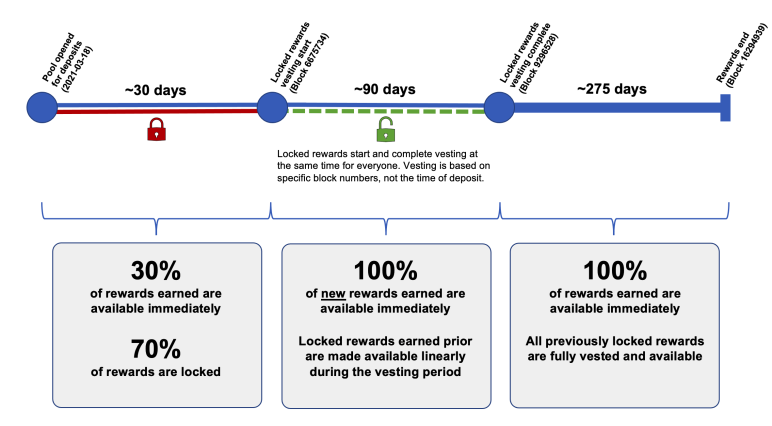 Pool opened
for deposits
(2021-03-18)
~30 days
Locked rewards
vesting start
(Block 6675734)
~90 days
Locked rewards
vesting complete
(Block 9296528)
~275 days
Rewards end
(Block 16294939)
Locked rewards start and complete vesting at
the same time for everyone. Vesting is based on
specific block numbers, not the time of deposit.
30%
of rewards earned are
available immediately
70%
of rewards are locked
100%
of new rewards earned are
available immediately
Locked rewards earned prior
are made available linearly
during the vesting period
100%
of rewards earned are
available immediately
All previously locked rewards
are fully vested and available